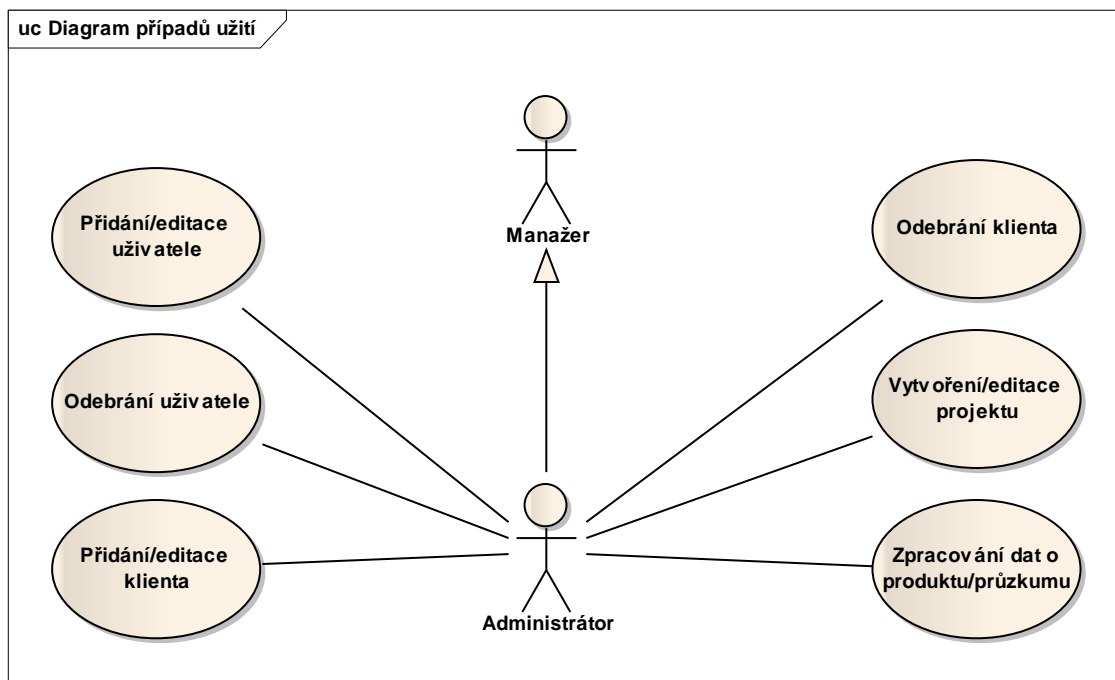 uc Diagram případů užití
Manažer
Přidání/editace
uživatele
Odebrání klienta
Odebrání uživatele
Vytvoření/editace
projektu
Přidání/editace
klienta
Zpracování dat o
produktu/průzkumu
Administrátor